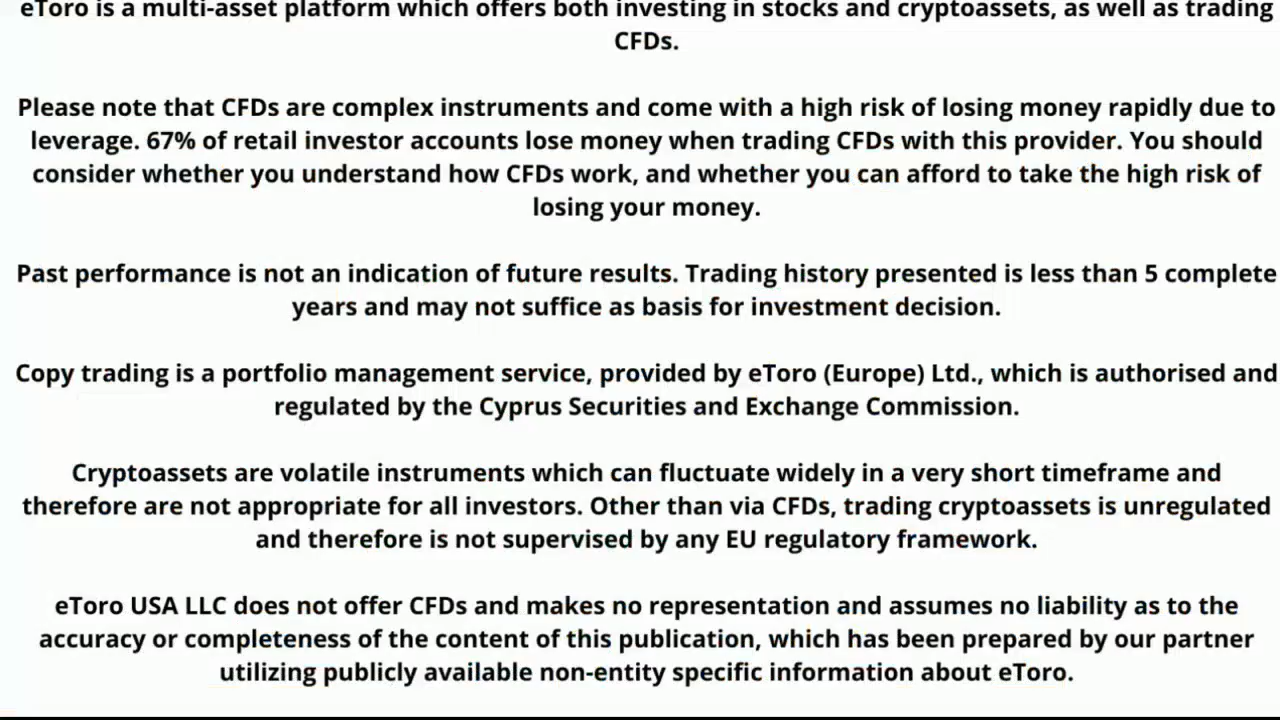 eToro is a multi-asset platform which offers both investing in stocks and cryptoassets, as well as trading
CFDs.
Please note that CFDs are complex instruments and come with a high risk of losing money rapidly due to
leverage. 67% of retail investor accounts lose money when trading CFDs with this provider. You should
consider whether you understand how CFDs work, and whether you can afford to take the high risk of
losing your money.
Past performance is not an indication of future results. Trading history presented is less than 5 complete
years and may not suffice as basis for investment decision.
Copy trading is a portfolio management service, provided by eToro (Europe) Ltd., which is authorised and
regulated by the Cyprus Securities and Exchange Commission.
Cryptoassets are volatile instruments which can fluctuate widely in a very short timeframe and
therefore are not appropriate for all investors. Other than via CFDs, trading cryptoassets is unregulated
and therefore is not supervised by any EU regulatory framework.
eToro USA LLC does not offer CFDs and makes no representation and assumes no liability as to the
accuracy or completeness of the content of this publication, which has been prepared by our partner
utilizing publicly available non-entity specific information about eToro.